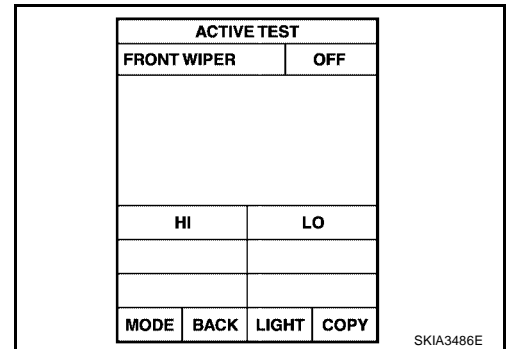 ACTIVE TEST
FRONT WIPER OFF
HI LO
MODE BACK LIGHT COPY
SKIA3486E